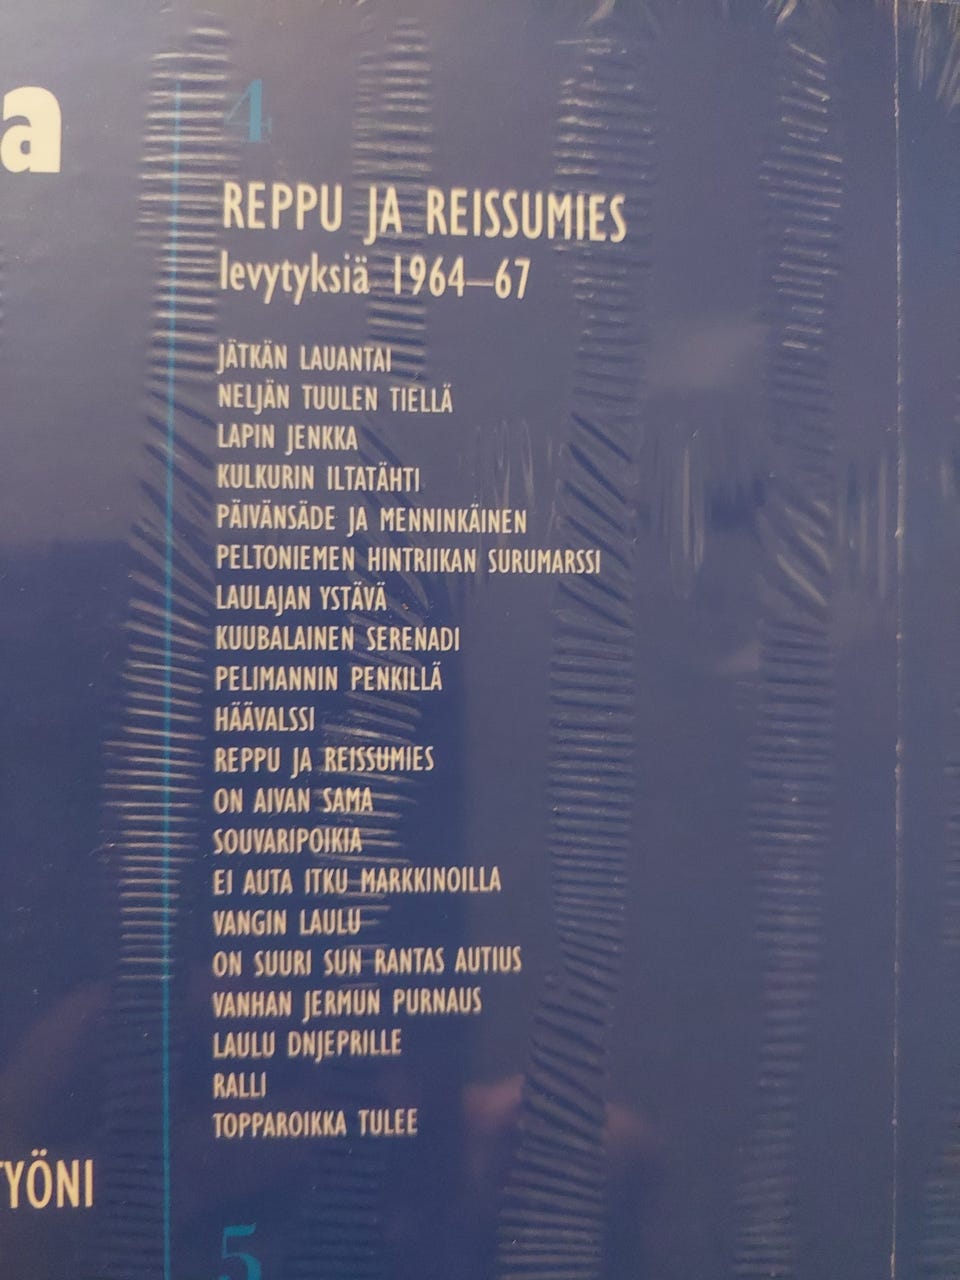 a
4
REPPU JA REISSUMIES
levytyksiä 1964–67
JÄTKÄN LAUANTAI
NELJÄN TUULEN TIELLÄ
LAPIN JENKKA
KULKURIN ILTATÄHTI
PÄIVÄNSÄDE JA MENNINKÄINEN
PELTONIEMEN HINTRIIKAN SURUMARSSI
LAULAJAN YSTÄVÄ
KUUBALAINEN SERENADI
PELIMANNIN PENKILLÄ
HÄÄVALSSI
REPPU JA REISSUMIES
ON AIVAN SAMA
SOUVARIPOIKIA
EI AUTA ITKU MARKKINOILLA
VANGIN LAULU
ON SUURI SUN RANTAS AUTIUS
VANHAN JERMUN PURNAUS
LAULU DNJEPRILLE
RALLI
TOPPAROIKKA TULEE
TYÖNI
5